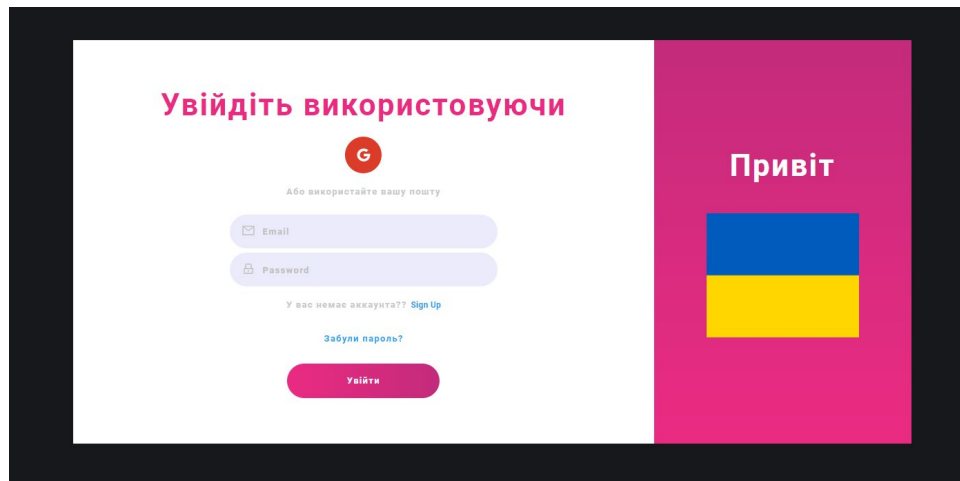 Увійдіть використовуючи
G
Або використайте вашу пошту
Email
Password
У вас немає аккаунта?? Sign Up
Забули пароль?
Увійти
Привіт